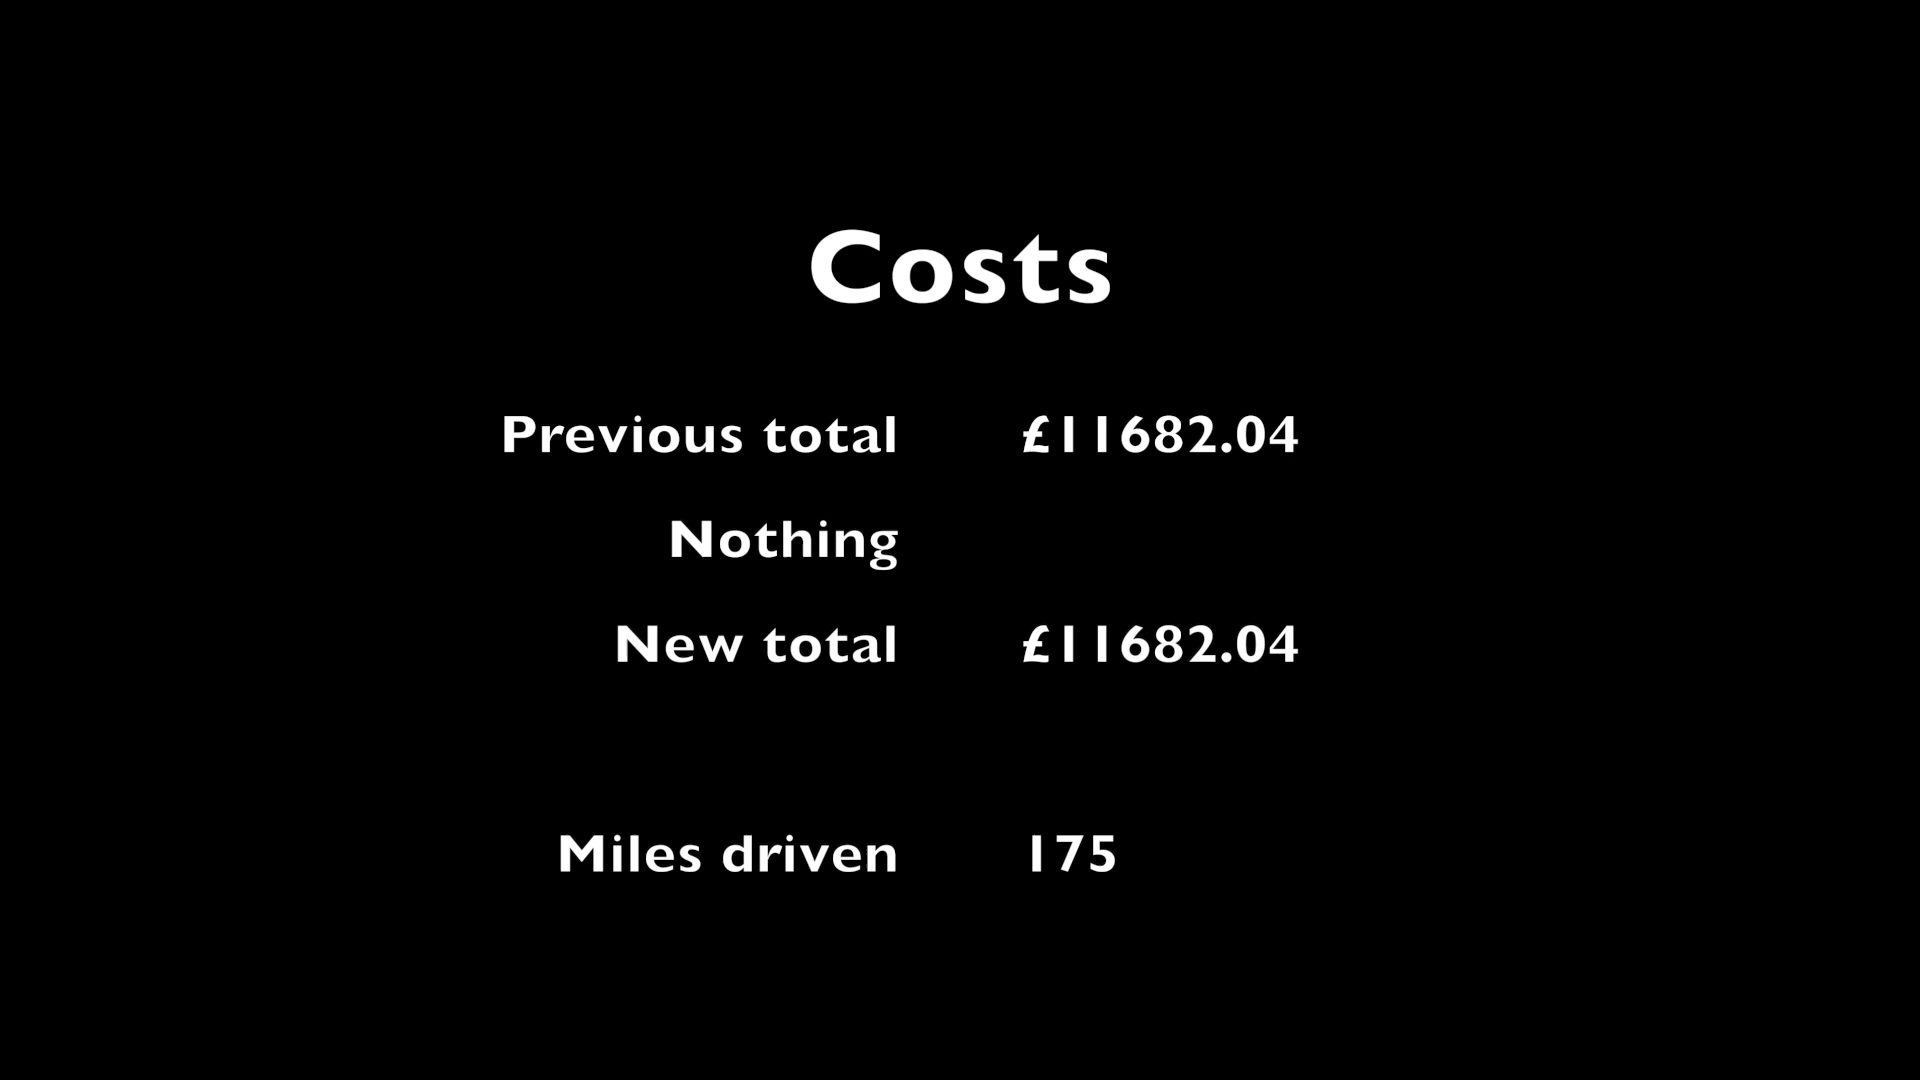 Costs
Previous total £11682.04
Nothing
New total £11682.04
Miles driven 175